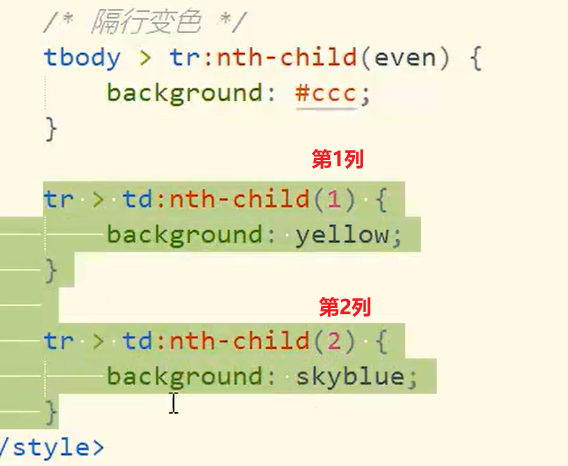 /* 隔行变色 */
tbody > tr:nth-child(even) {
background: #ccc;
}
第1列
tr > td:nth-child(1) {
background: yellow;
}
第2列
tr > td:nth-child(2) {
background: skyblue;
}
/style>